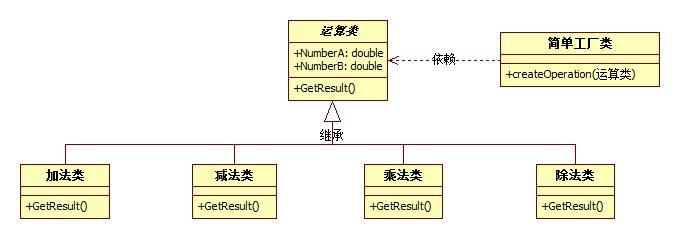 运算类
+NumberA: double
+NumberB: double
+GetResult()
简单工厂类
+createOperation(运算类)
依赖
继承
加法类
+GetResult()
减法类
+GetResult()
乘法类
+GetResult()
除法类
+GetResult()